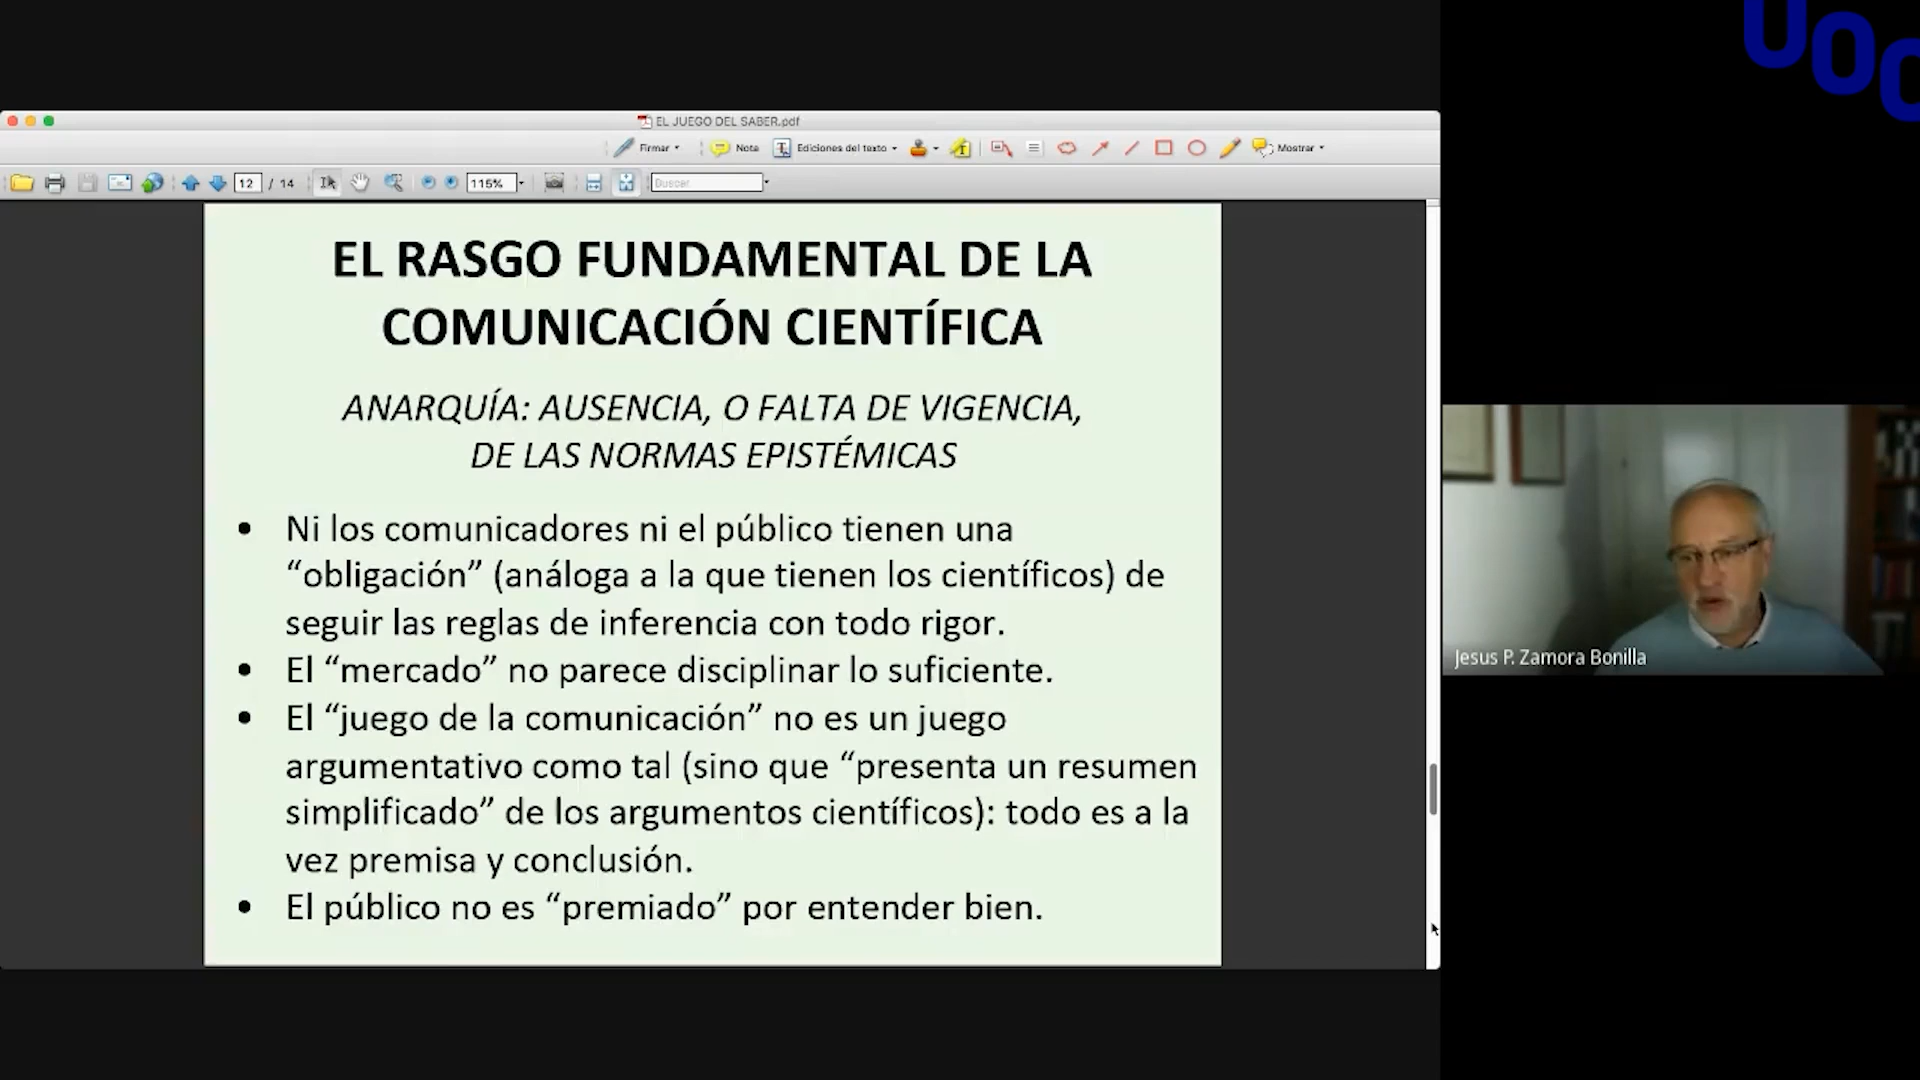 UOC
EL JUEGO DEL SABER.pdf
Firmar
Nota
Ediciones del texto
Mostrar
12 / 14
115%
Buscar
EL RASGO FUNDAMENTAL DE LA
COMUNICACIÓN CIENTÍFICA
ANARQUÍA: AUSENCIA, O FALTA DE VIGENCIA,
DE LAS NORMAS EPISTÉMICAS
• Ni los comunicadores ni el público tienen una
“obligación” (análoga a la que tienen los científicos) de
seguir las reglas de inferencia con todo rigor.
• El “mercado” no parece disciplinar lo suficiente.
• El “juego de la comunicación” no es un juego
argumentativo como tal (sino que “presenta un resumen
simplificado” de los argumentos científicos): todo es a la
vez premisa y conclusión.
• El público no es “premiado” por entender bien.
Jesus P. Zamora Bonilla